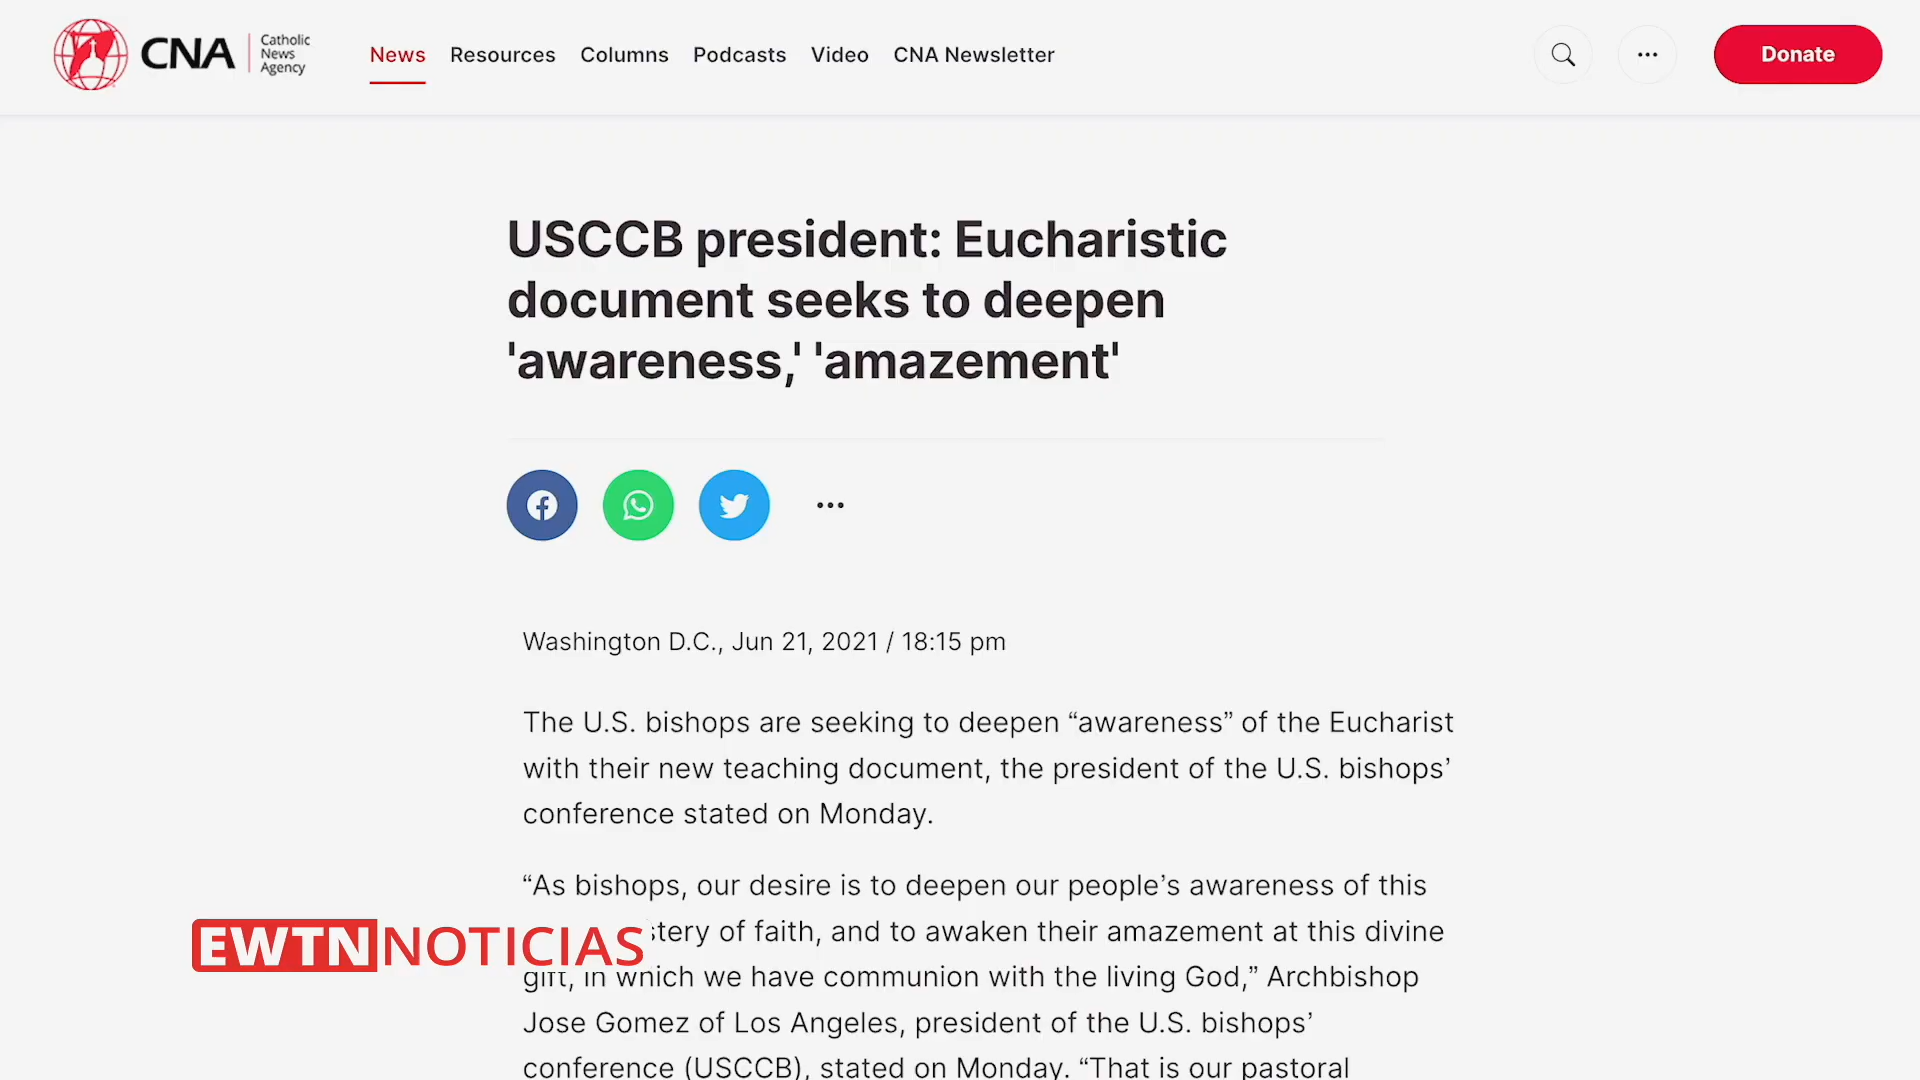 CNA
Catholic
News
Agency
News Resources Columns Podcasts Video CNA Newsletter
Donate
USCCB president: Eucharistic
document seeks to deepen
'awareness,' 'amazement'
Washington D.C., Jun 21, 2021 / 18:15 pm
The U.S. bishops are seeking to deepen “awareness” of the Eucharist
with their new teaching document, the president of the U.S. bishops’
conference stated on Monday.
“As bishops, our desire is to deepen our people’s awareness of this
of faith, and to awaken their amazement at this divine
EWTN NOTICIAS
gift, in which we have communion with the living God,” Archbishop
Jose Gomez of Los Angeles, president of the U.S. bishops’
conference (USCCB), stated on Monday. “That is our pastoral